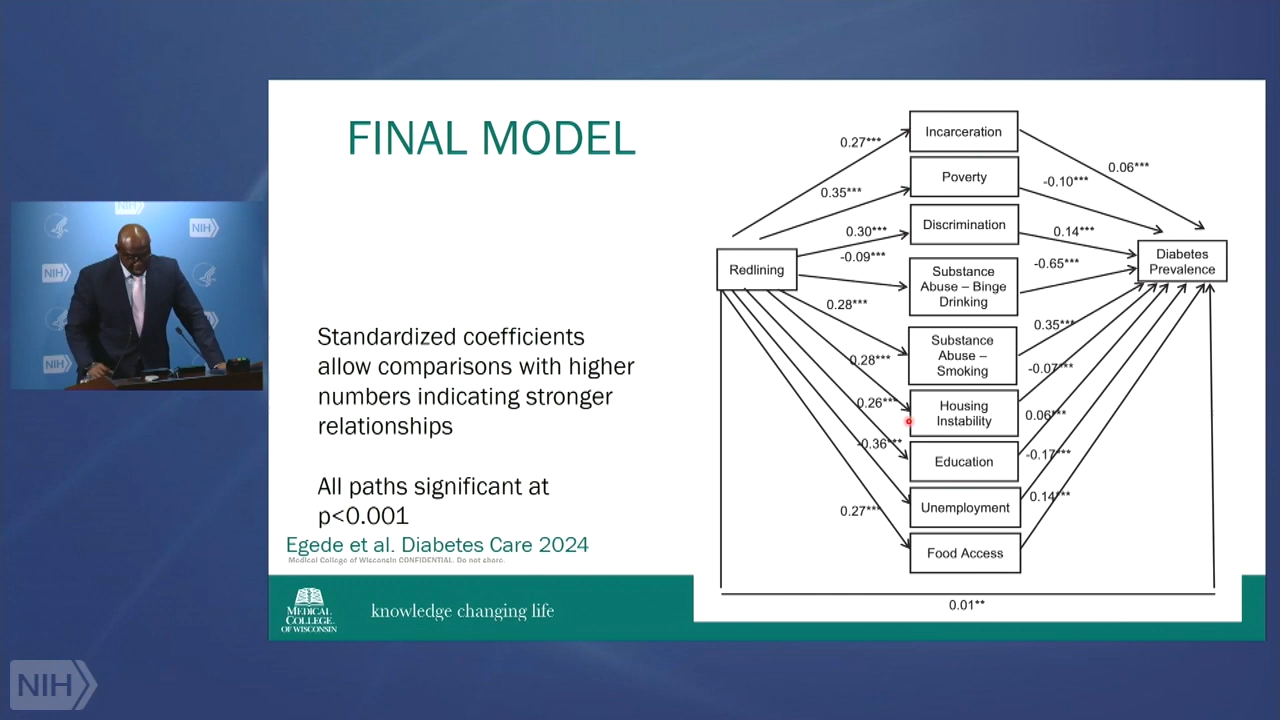 FINAL MODEL
Standardized coefficients
allow comparisons with higher
numbers indicating stronger
relationships
All paths significant at
p<0.001
Egede et al. Diabetes Care 2024
Medical College of Wisconsin CONFIDENTIAL. Do not share.
MEDICAL
COLLEGE
OF WISCONSIN
knowledge changing life
Redlining
0.27***
0.35***
0.30***
-0.09***
0.28***
0.28***
0.26***
-0.36***
0.27***
Incarceration
Poverty
Discrimination
Substance
Abuse – Binge
Drinking
Substance
Abuse –
Smoking
Housing
Instability
Education
Unemployment
Food Access
0.06***
-0.10***
0.14***
-0.65***
0.35***
-0.07***
0.06***
-0.17***
0.14***
Diabetes
Prevalence
0.01**
NIH
NIH
NIH
NIH
NIH